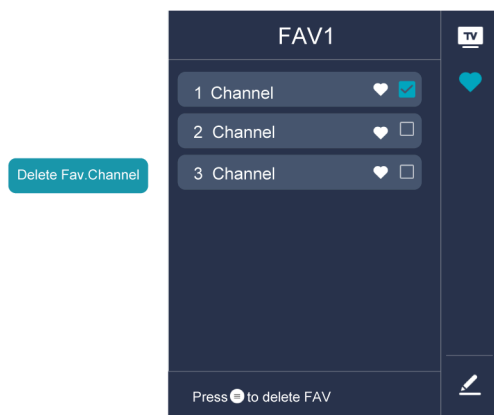 FAV1
TV
1 Channel
2 Channel
3 Channel
Delete Fav.Channel
Press to delete FAV